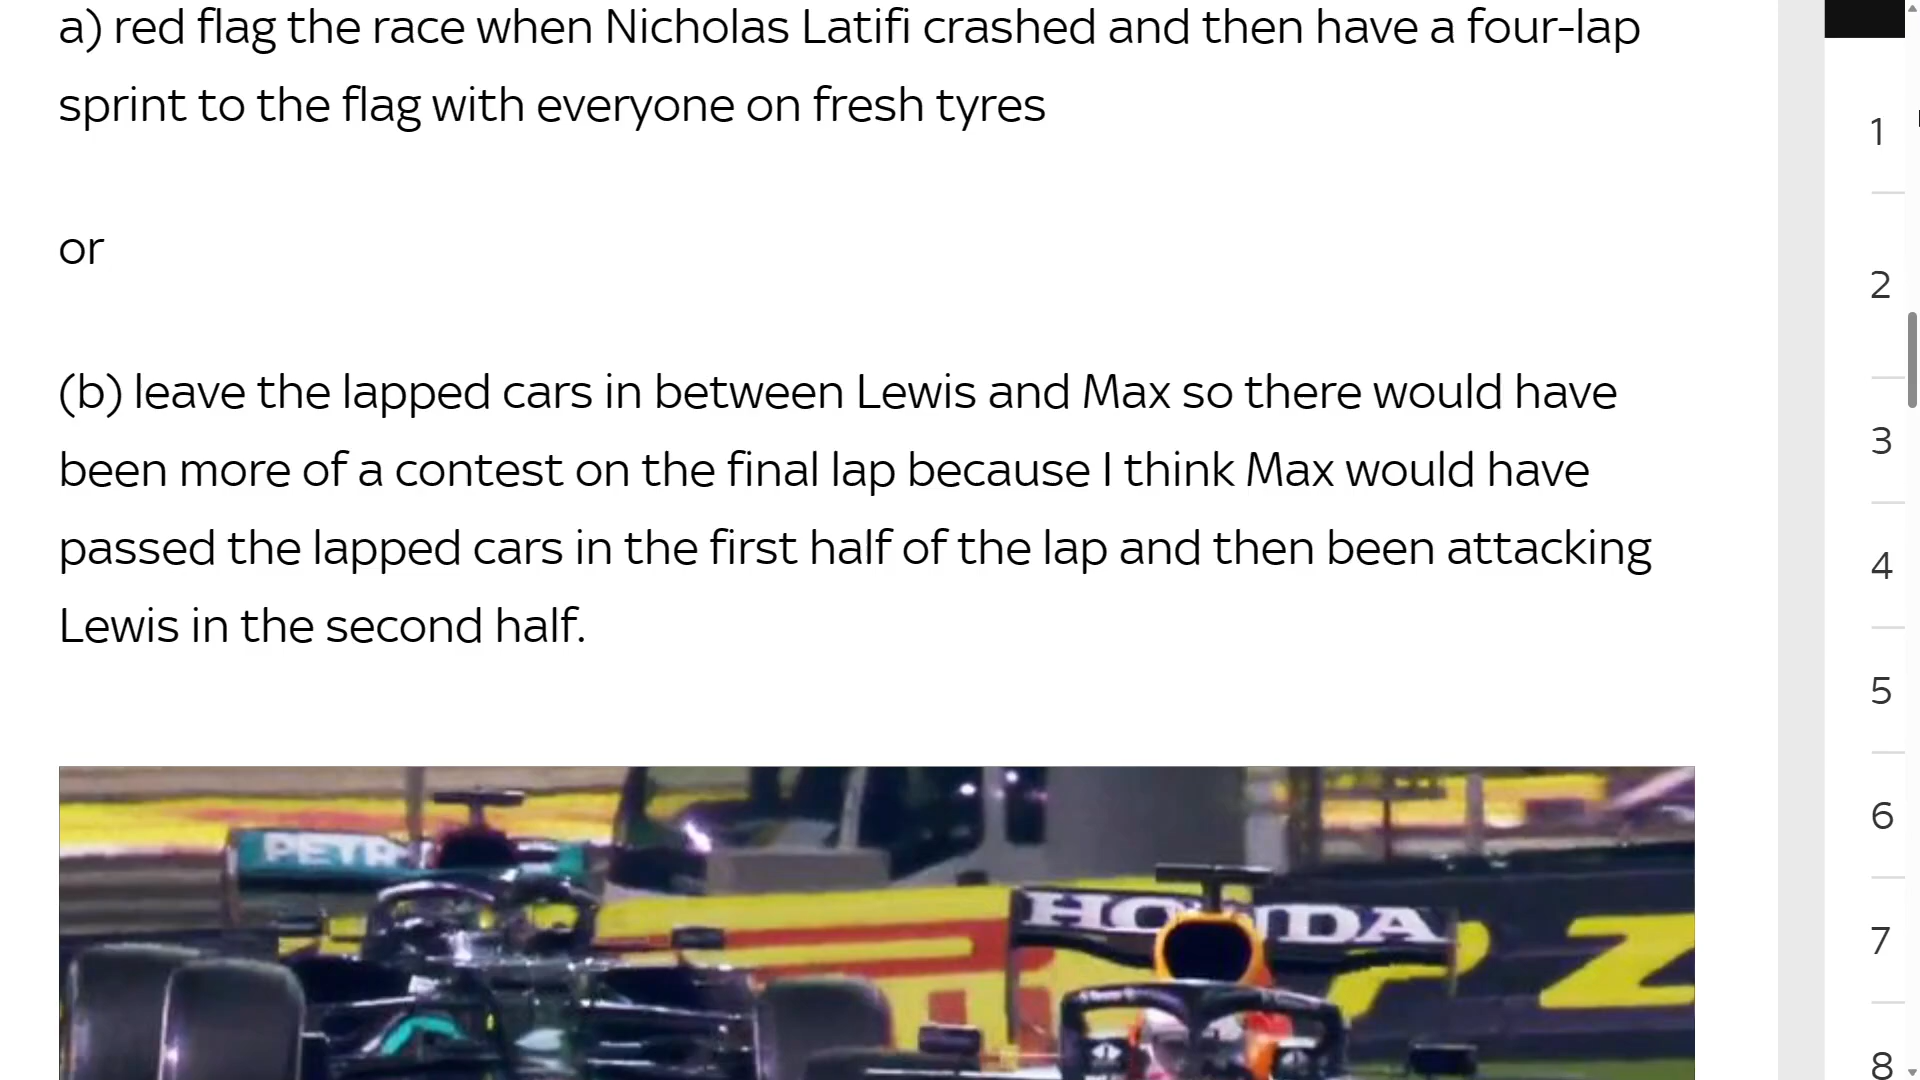 a) red flag the race when Nicholas Latifi crashed and then have a four-lap
sprint to the flag with everyone on fresh tyres
or
(b) leave the lapped cars in between Lewis and Max so there would have
been more of a contest on the final lap because I think Max would have
passed the lapped cars in the first half of the lap and then been attacking
Lewis in the second half.
PETR
HONDA
Z
1
2
3
4
5
6
7
8